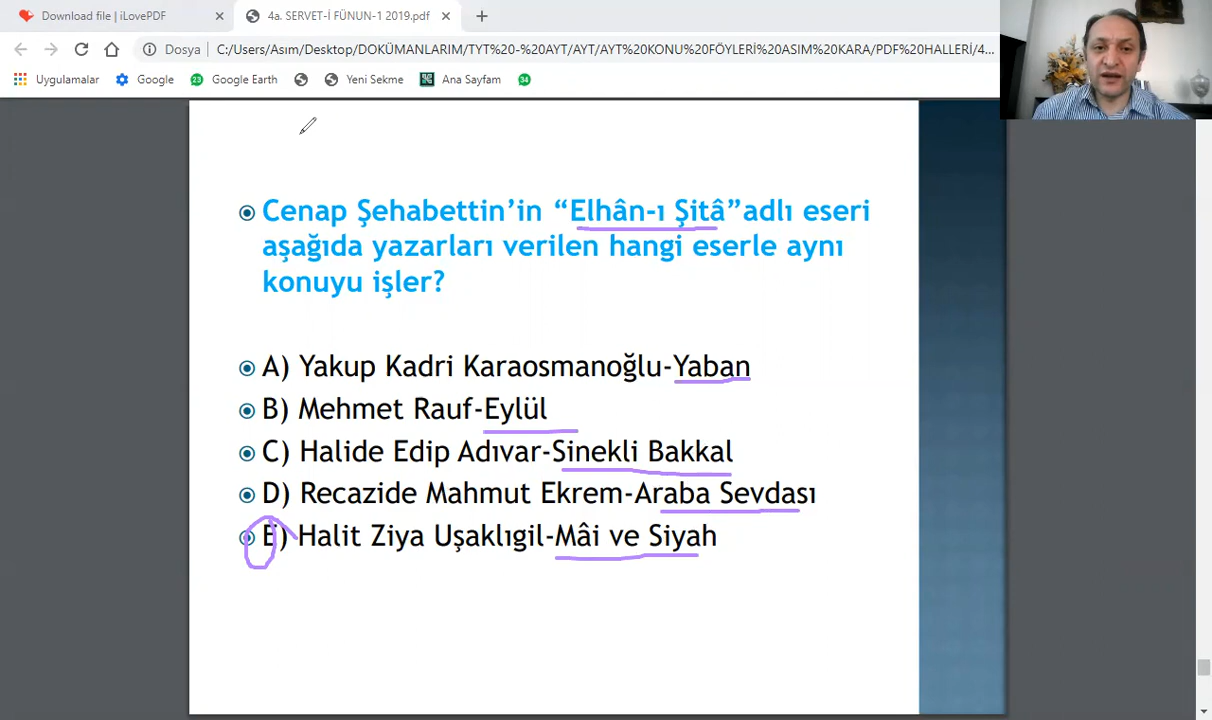 Download file | iLovePDF
4a. SERVET-İ FÜNUN-1 2019.pdf
Dosya
C:/Users/Asım/Desktop/DOKÜMANLARIM/TYT%20-%20AYT/AYT/AYT%20KONU%20FÖYLERİ%20ASIM%20KARA/PDF%20HALLERİ/4...
Uygulamalar
Google
23
Google Earth
Yeni Sekme
Ana Sayfam
34
Cenap Şehabettin’in “Elhân-ı Şitâ”adlı eseri
aşağıda yazarları verilen hangi eserle aynı
konuyu işler?
A) Yakup Kadri Karaosmanoğlu-Yaban
B) Mehmet Rauf-Eylül
C) Halide Edip Adıvar-Sinekli Bakkal
D) Recazide Mahmut Ekrem-Araba Sevdası
E) Halit Ziya Uşaklıgil-Mâi ve Siyah